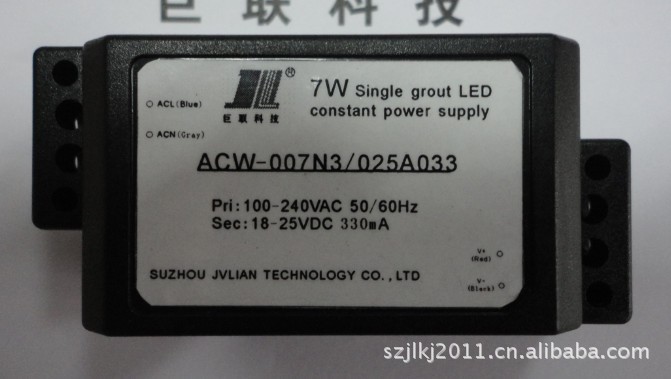 巨联科技
®
巨联科技
7W Single grout LED
constant power supply
ACL(Blue)
ACN(Gray)
ACW-007N3/025A033
Pri:100-240VAC 50/60Hz
Sec:18-25VDC 330mA
V+
(Red)
V-
(Black)
SUZHOU JVLIAN TECHNOLOGY CO.,LTD
szjlkj2011.cn.alibaba.com